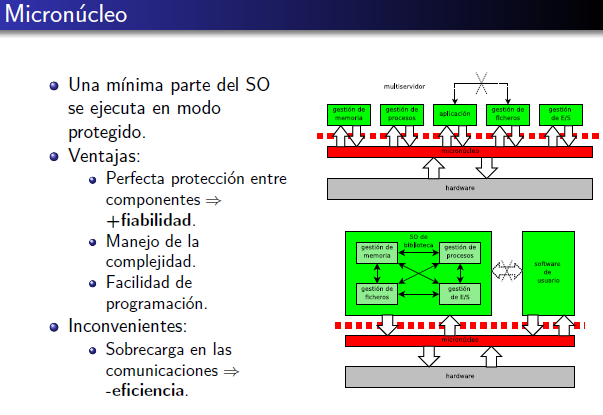 Micronúcleo
Una mínima parte del SO
se ejecuta en modo
protegido.
Ventajas:
Perfecta protección entre
componentes ⇒
+fiabilidad.
Manejo de la
complejidad.
Facilidad de
programación.
Inconvenientes:
Sobrecarga en las
comunicaciones ⇒
-eficiencia.
multiservidor
gestión de
memoria
gestión de
procesos
aplicación
gestión de
ficheros
gestión
de E/S
micronúcleo
hardware
SO de
biblioteca
gestión de
memoria
gestión de
procesos
gestión de
ficheros
gestión
de E/S
software
de
usuario
micronúcleo
hardware